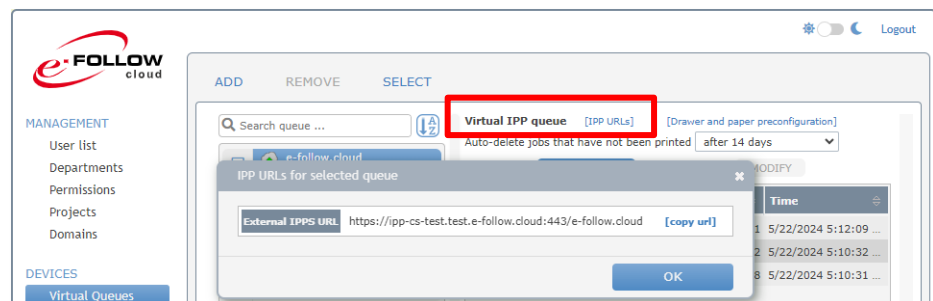 Logout
e-FOLLOW
cloud
ADD REMOVE SELECT
MANAGEMENT
User list
Departments
Permissions
Projects
Domains
DEVICES
Virtual Queues
Search queue ...
e-follow.cloud
Virtual IPP queue [IPP URLs] [Drawer and paper preconfiguration]
Auto-delete jobs that have not been printed after 14 days
MODIFY
Time
1 5/22/2024 5:12:09 ...
2 5/22/2024 5:10:32 ...
8 5/22/2024 5:10:31 ...
IPP URLs for selected queue
External IPPS URL https://ipp-cs-test.test.e-follow.cloud:443/e-follow.cloud [copy url]
OK